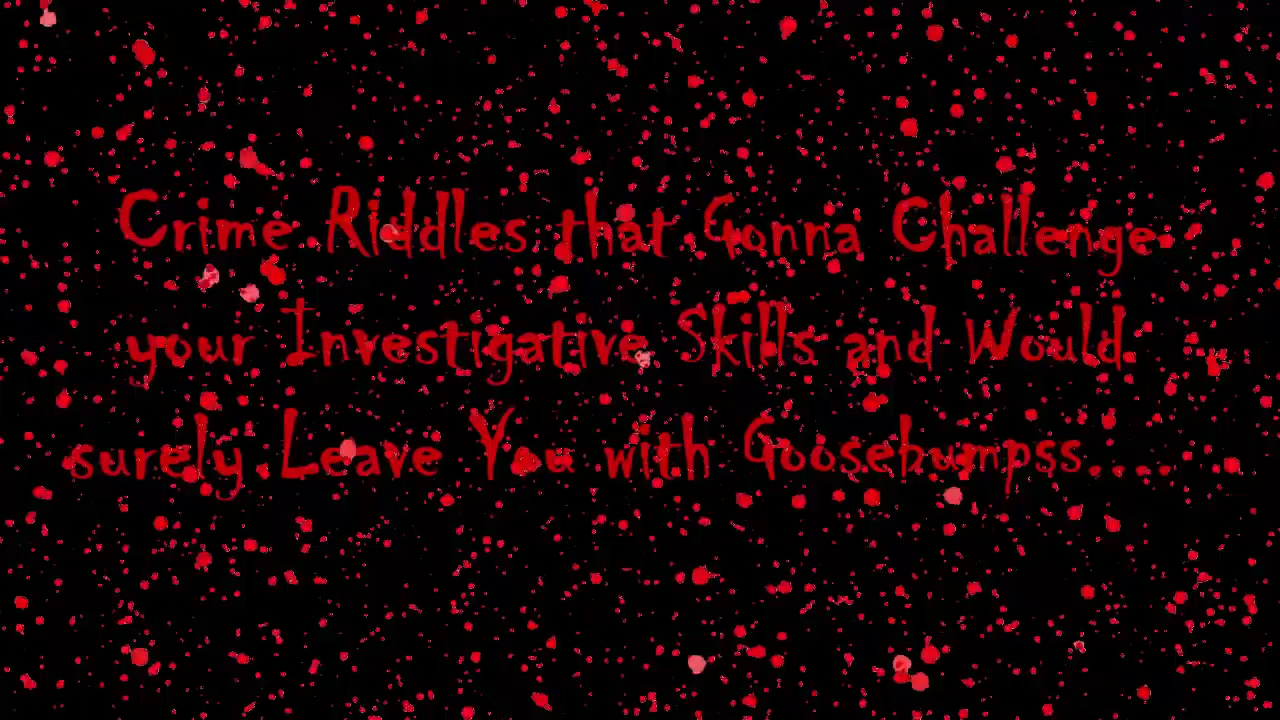 Crime Riddles that Gonna Challenge
your Investigative Skills and Would
surely Leave You with Goosebumpss....